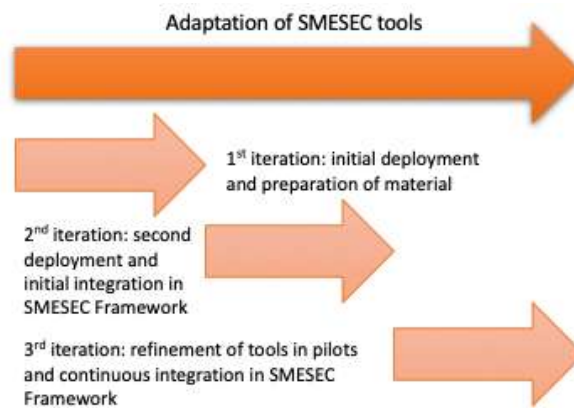 Adaptation of SMESEC tools
1st iteration: initial deployment
and preparation of material
2nd iteration: second
deployment and
initial integration in
SMESEC Framework
3rd iteration: refinement of tools in pilots
and continuous integration in SMESEC
Framework